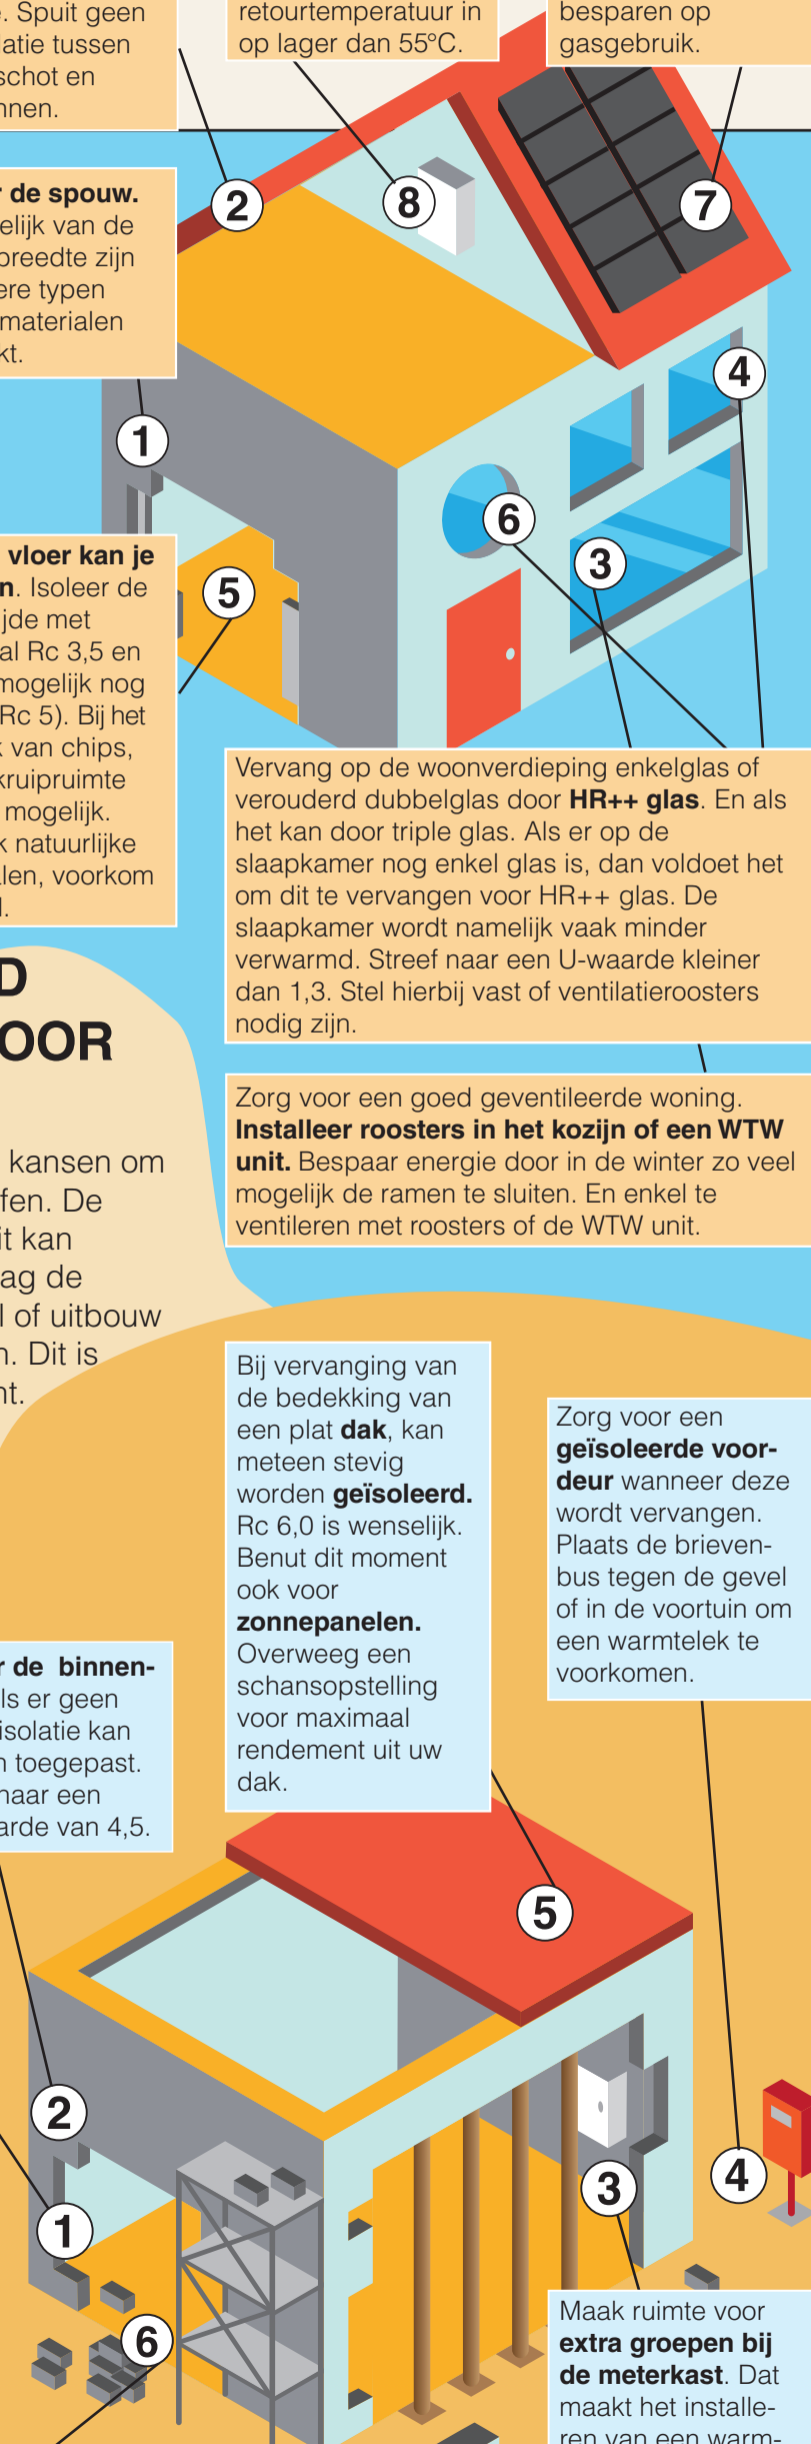 . Spuit geen
latie tussen
schot en
nnen.
retourtemperatuur in
op lager dan 55°C.
besparen op
gasgebruik.
2
8
7
r de spouw.
elijk van de
breedte zijn
ere typen
materialen
kt.
4
1
6
3
5
vloer kan je
n. Isoleer de
jde met
al Rc 3,5 en
mogelijk nog
Rc 5). Bij het
k van chips,
kruipruimte
mogelijk.
k natuurlijke
alen, voorkom
l.
Vervang op de woonverdieping enkelglas of
verouderd dubbelglas door HR++ glas. En als
het kan door triple glas. Als er op de
slaapkamer nog enkel glas is, dan voldoet het
om dit te vervangen voor HR++ glas. De
slaapkamer wordt namelijk vaak minder
verwarmd. Streef naar een U-waarde kleiner
dan 1,3. Stel hierbij vast of ventilatieroosters
nodig zijn.
D
OOR
kansen om
fen. De
it kan
ag de
l of uitbouw
n. Dit is
nt.
Zorg voor een goed geventileerde woning.
Installeer roosters in het kozijn of een WTW
unit. Bespaar energie door in de winter zo veel
mogelijk de ramen te sluiten. En enkel te
ventileren met roosters of de WTW unit.
Bij vervanging van
de bedekking van
een plat dak, kan
meteen stevig
worden geïsoleerd.
Rc 6,0 is wenselijk.
Benut dit moment
ook voor
zonnepanelen.
Overweeg een
schansopstelling
voor maximaal
rendement uit uw
dak.
Zorg voor een
geïsoleerde voor-
deur wanneer deze
wordt vervangen.
Plaats de brieven-
bus tegen de gevel
of in de voortuin om
een warmtelek te
voorkomen.
r de binnen-
ls er geen
isolatie kan
n toegepast.
naar een
arde van 4,5.
5
2
3
4
1
6
Maak ruimte voor
extra groepen bij
de meterkast. Dat
maakt het installe-
ren van een warm-